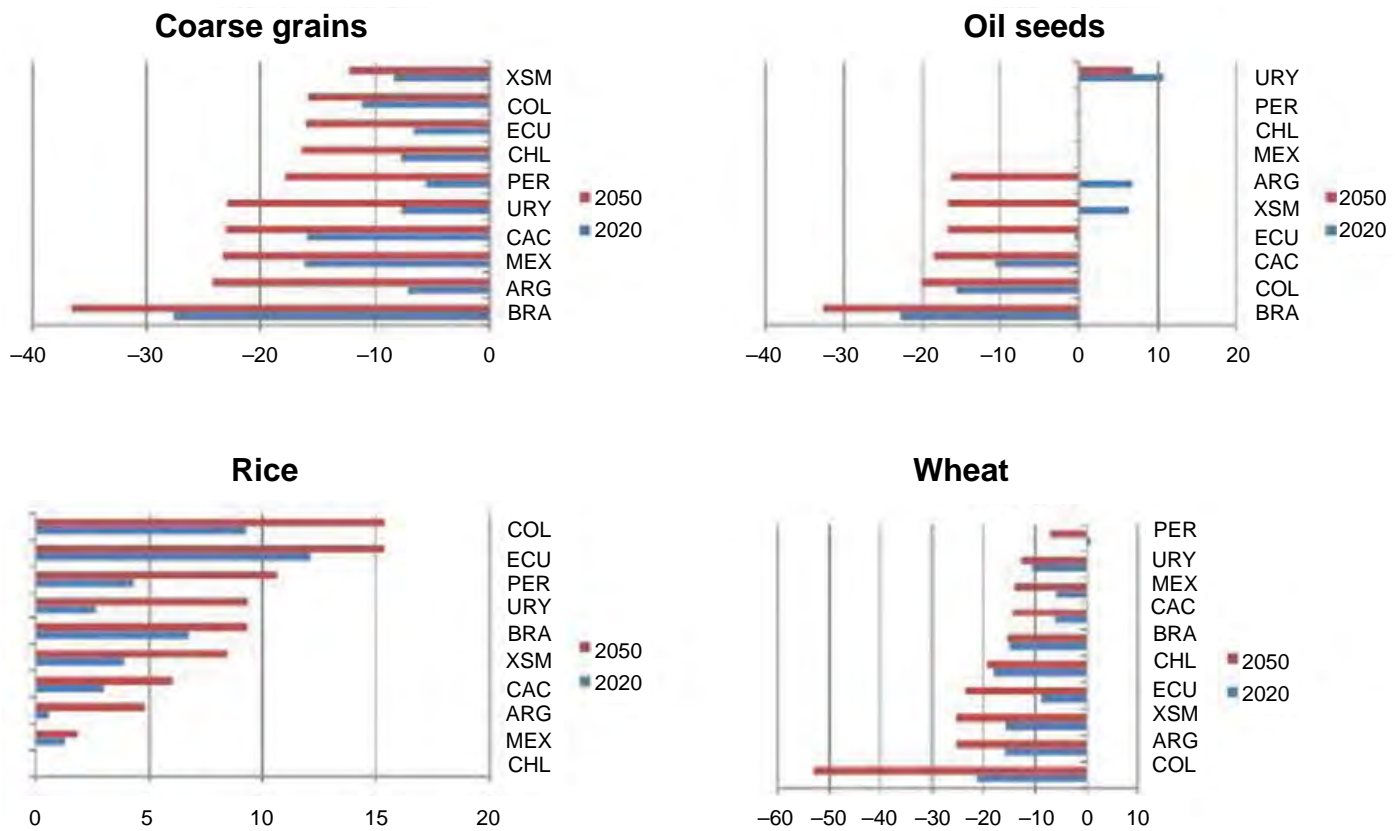 Coarse grains
XSM
COL
ECU
CHL
PER
URY
CAC
MEX
ARG
BRA
2050
2020
–40 –30 –20 –10 0
Oil seeds
URY
PER
CHL
MEX
ARG
XSM
ECU
CAC
COL
BRA
2050
2020
–40 –30 –20 –10 0 10 20
Rice
COL
ECU
PER
URY
BRA
XSM
CAC
ARG
MEX
CHL
2050
2020
0 5 10 15 20
Wheat
PER
URY
MEX
CAC
BRA
CHL
ECU
XSM
ARG
COL
2050
2020
–60 –50 –40 –30 –20 –10 0 10